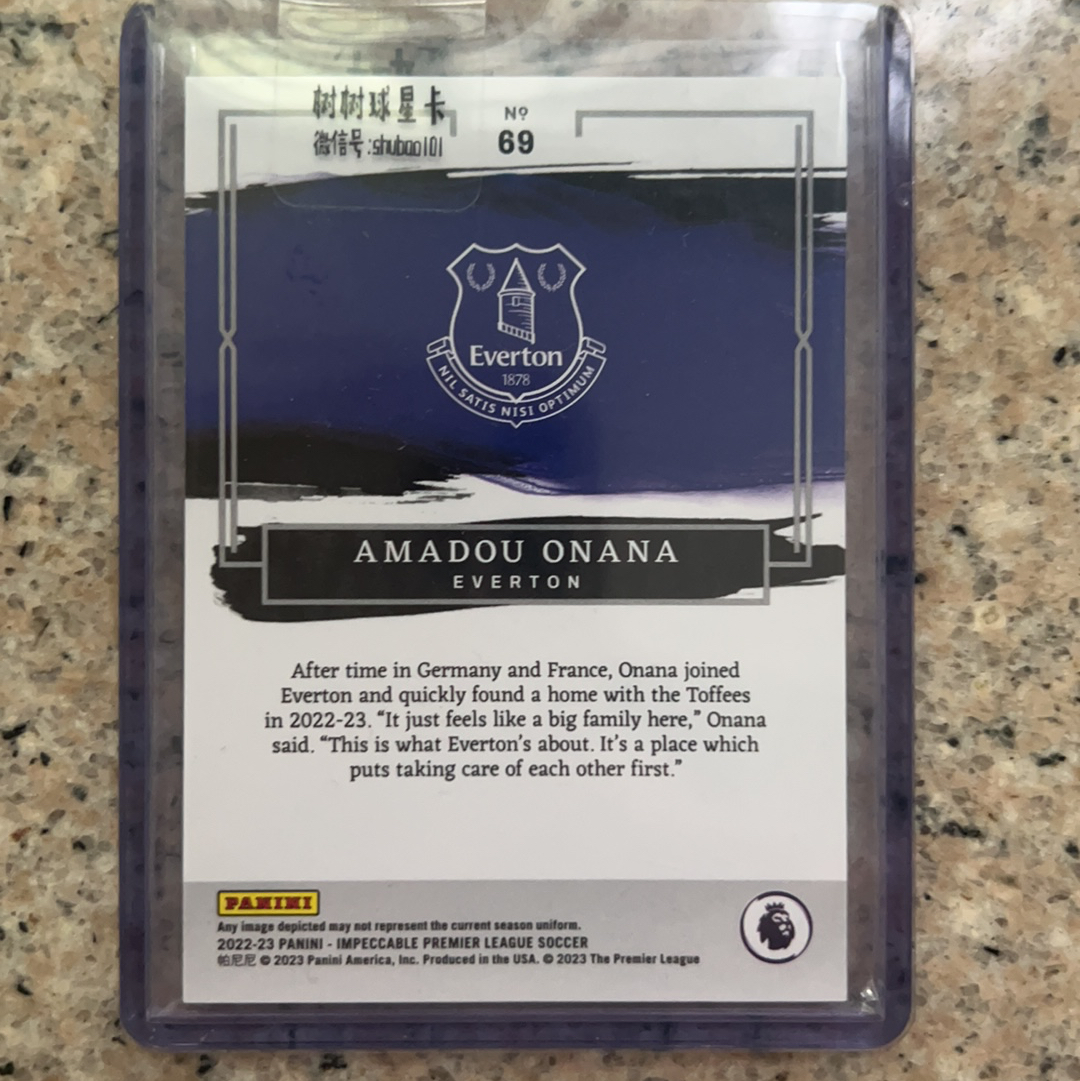 树树球星卡
微信号:shubao101
Nº
69
Everton
1878
NIL SATIS NISI OPTIMUM
AMADOU ONANA
EVERTON
After time in Germany and France, Onana joined
Everton and quickly found a home with the Toffees
in 2022-23. “It just feels like a big family here,” Onana
said. “This is what Everton’s about. It’s a place which
puts taking care of each other first.”
PANINI
Any image depicted may not represent the current season uniform.
2022-23 PANINI - IMPECCABLE PREMIER LEAGUE SOCCER
帕尼尼 © 2023 Panini America, Inc. Produced in the USA. © 2023 The Premier League